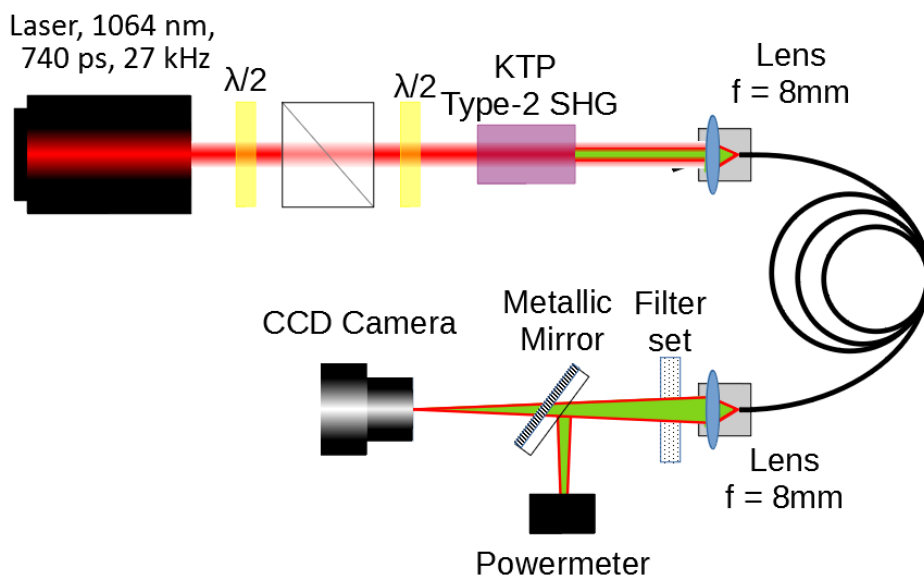 Laser, 1064 nm,
740 ps, 27 kHz
λ/2
λ/2
KTP
Type-2 SHG
Lens
f = 8mm
CCD Camera
Metallic
Mirror
Filter
set
Lens
f = 8mm
Powermeter